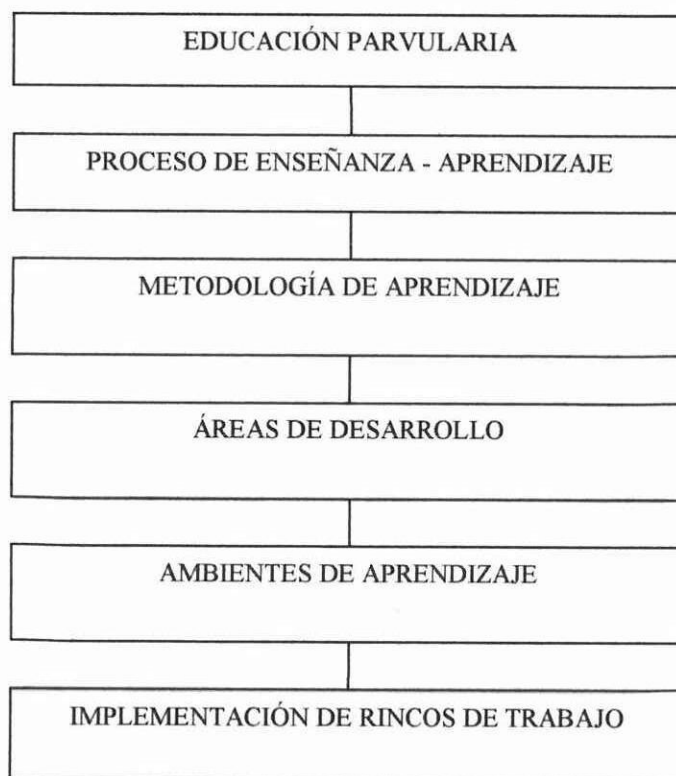 EDUCACIÓN PARVULARIA
PROCESO DE ENSEÑANZA - APRENDIZAJE
METODOLOGÍA DE APRENDIZAJE
ÁREAS DE DESARROLLO
AMBIENTES DE APRENDIZAJE
IMPLEMENTACIÓN DE RINCOS DE TRABAJO